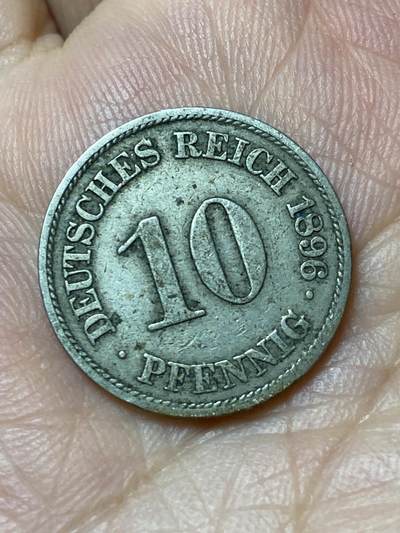 DEUTSCHES REICH 1896
10
· PFENNIG ·